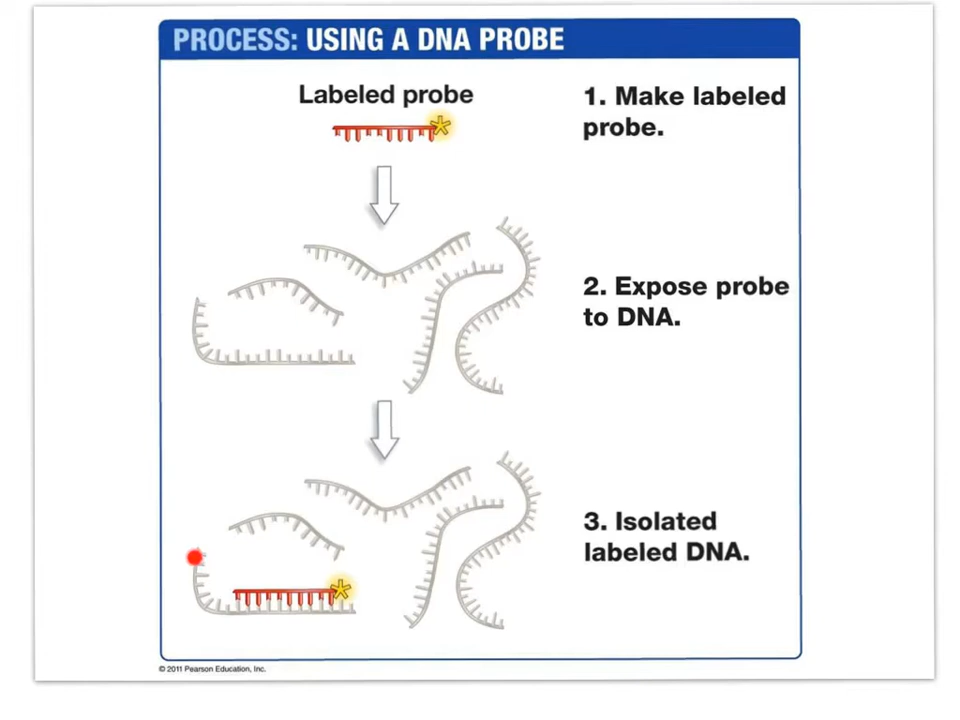 PROCESS: USING A DNA PROBE
Labeled probe
1. Make labeled
probe.
2. Expose probe
to DNA.
3. Isolated
labeled DNA.
© 2011 Pearson Education, Inc.